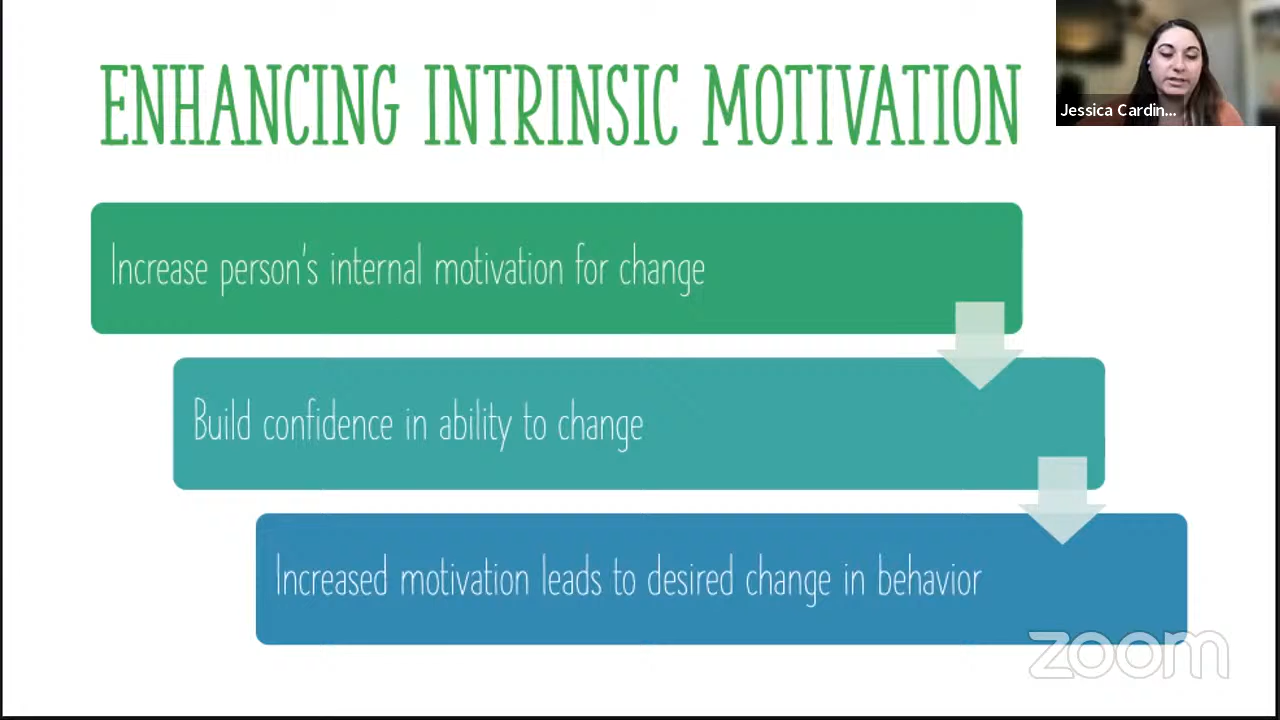 ENHANCING INTRINSIC MOTIVATION
Jessica Cardin...
Increase person's internal motivation for change
Build confidence in ability to change
Increased motivation leads to desired change in behavior
zoom